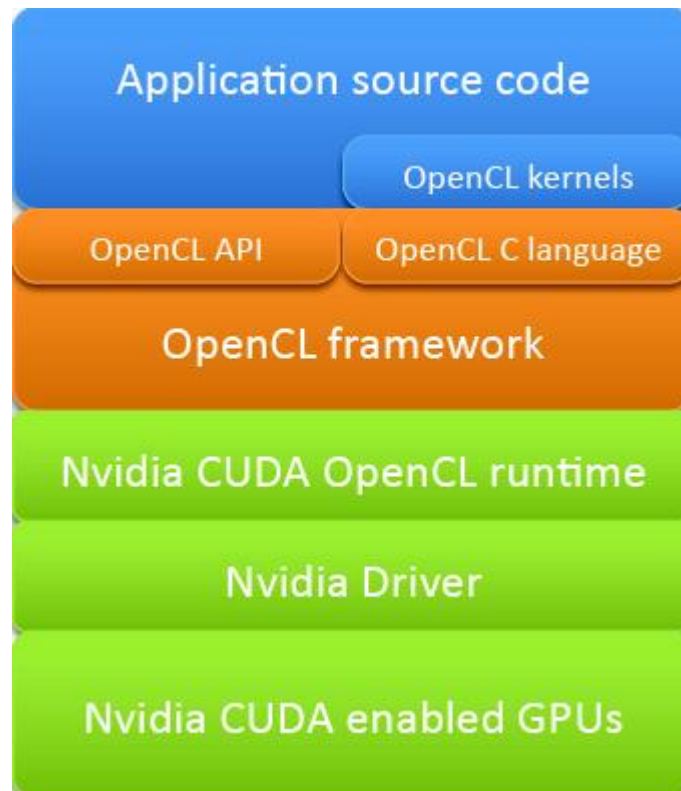 Application source code
OpenCL kernels
OpenCL API
OpenCL C language
OpenCL framework
Nvidia CUDA OpenCL runtime
Nvidia Driver
Nvidia CUDA enabled GPUs